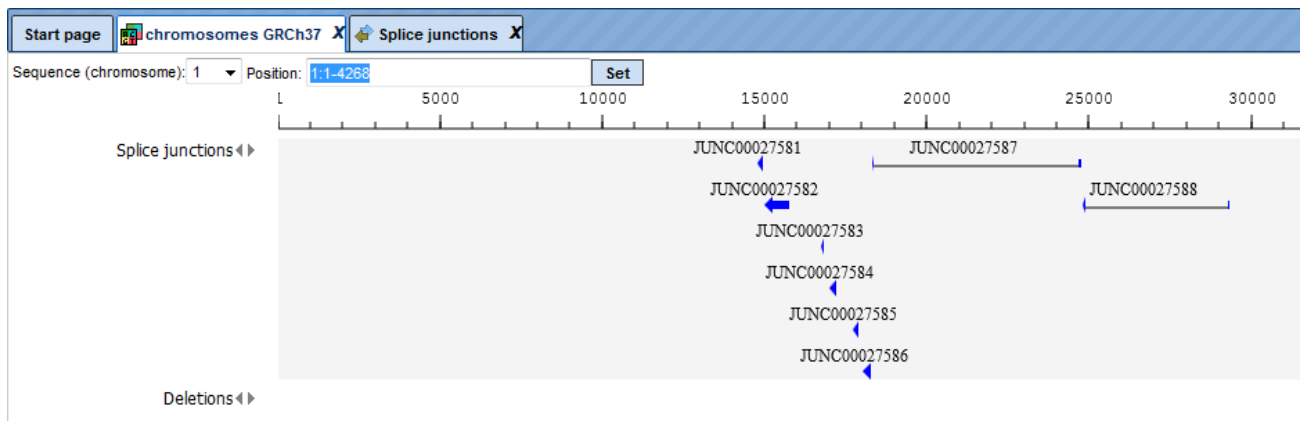 Start page chromosomes GRCh37 X Splice junctions X
Sequence (chromosome): 1 Position: 1:1-4268 Set
1 5000 10000 15000 20000 25000 30000
Splice junctions JUNC00027581 JUNC00027587
JUNC00027582 JUNC00027588
JUNC00027583
JUNC00027584
JUNC00027585
JUNC00027586
Deletions